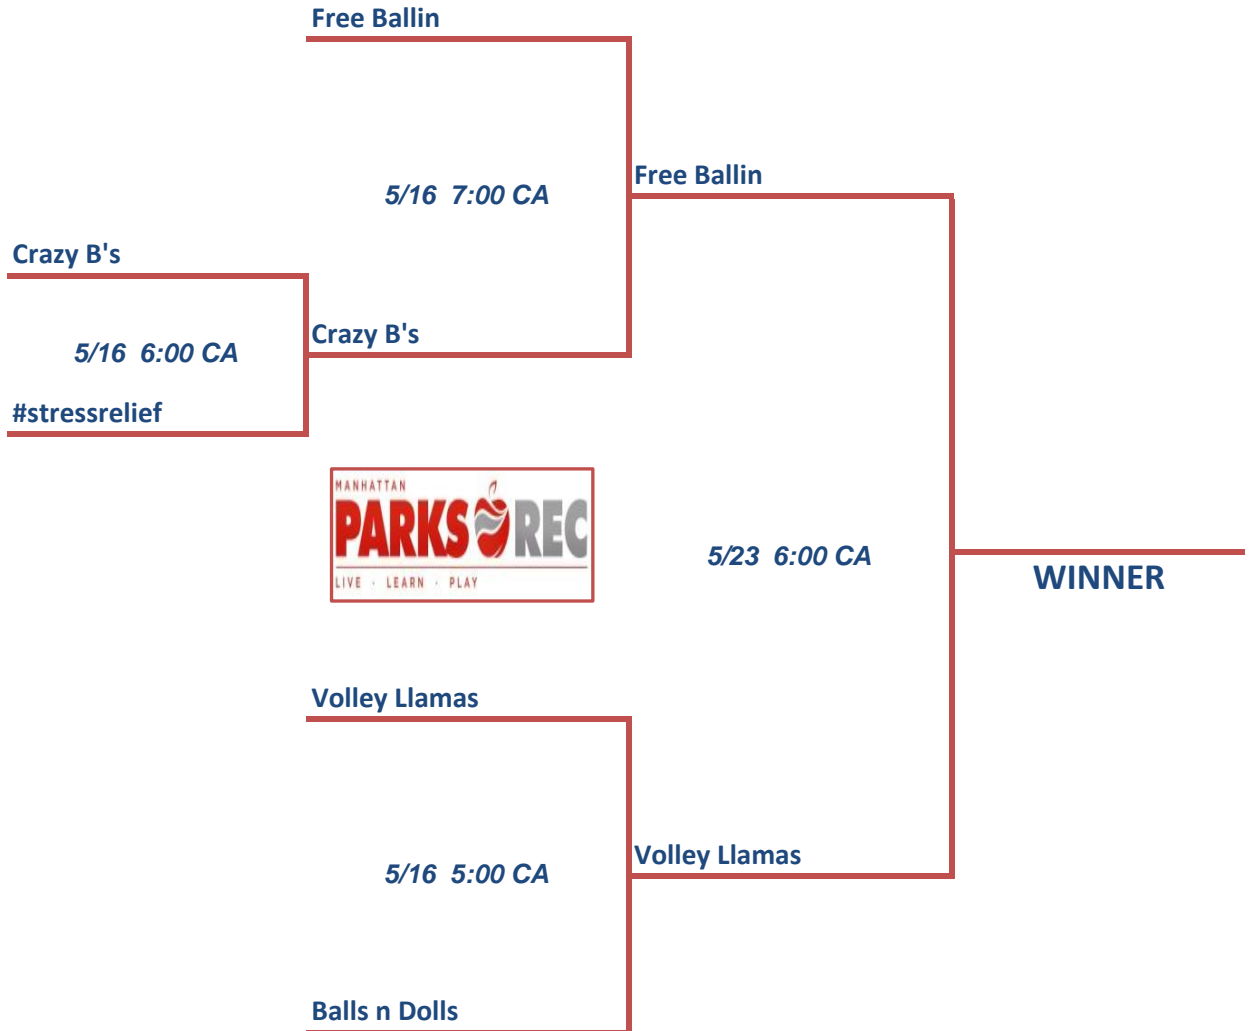 Free Ballin
5/16  7:00 CA
Free Ballin
Crazy B's
5/16  6:00 CA
Crazy B's
#stressrelief
MANHATTAN
PARKS REC
LIVE · LEARN · PLAY
5/23  6:00 CA
WINNER
Volley Llamas
5/16  5:00 CA
Volley Llamas
Balls n Dolls